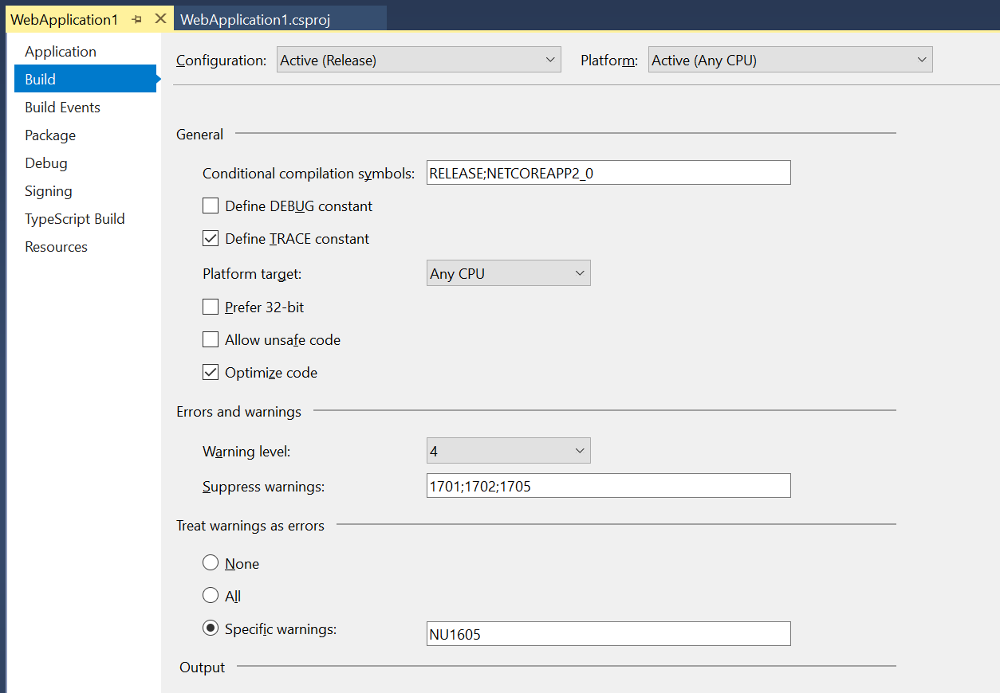 WebApplication1 WebApplication1.csproj
Application
Build
Build Events
Package
Debug
Signing
TypeScript Build
Resources
Configuration: Active (Release) Platform: Active (Any CPU)
General
Conditional compilation symbols: RELEASE;NETCOREAPP2_0
Define DEBUG constant
Define TRACE constant
Platform target: Any CPU
Prefer 32-bit
Allow unsafe code
Optimize code
Errors and warnings
Warning level: 4
Suppress warnings: 1701;1702;1705
Treat warnings as errors
None
All
Specific warnings: NU1605
Output